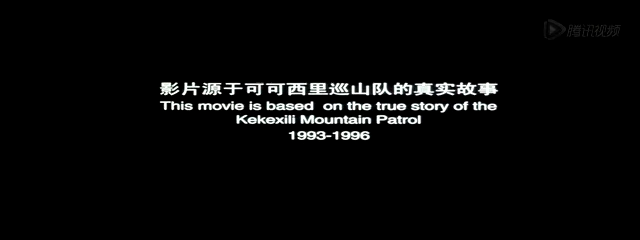 腾讯视频
影片源于可可西里巡山队的真实故事
This movie is based  on the true story of the
Kekexili Mountain Patrol
1993-1996